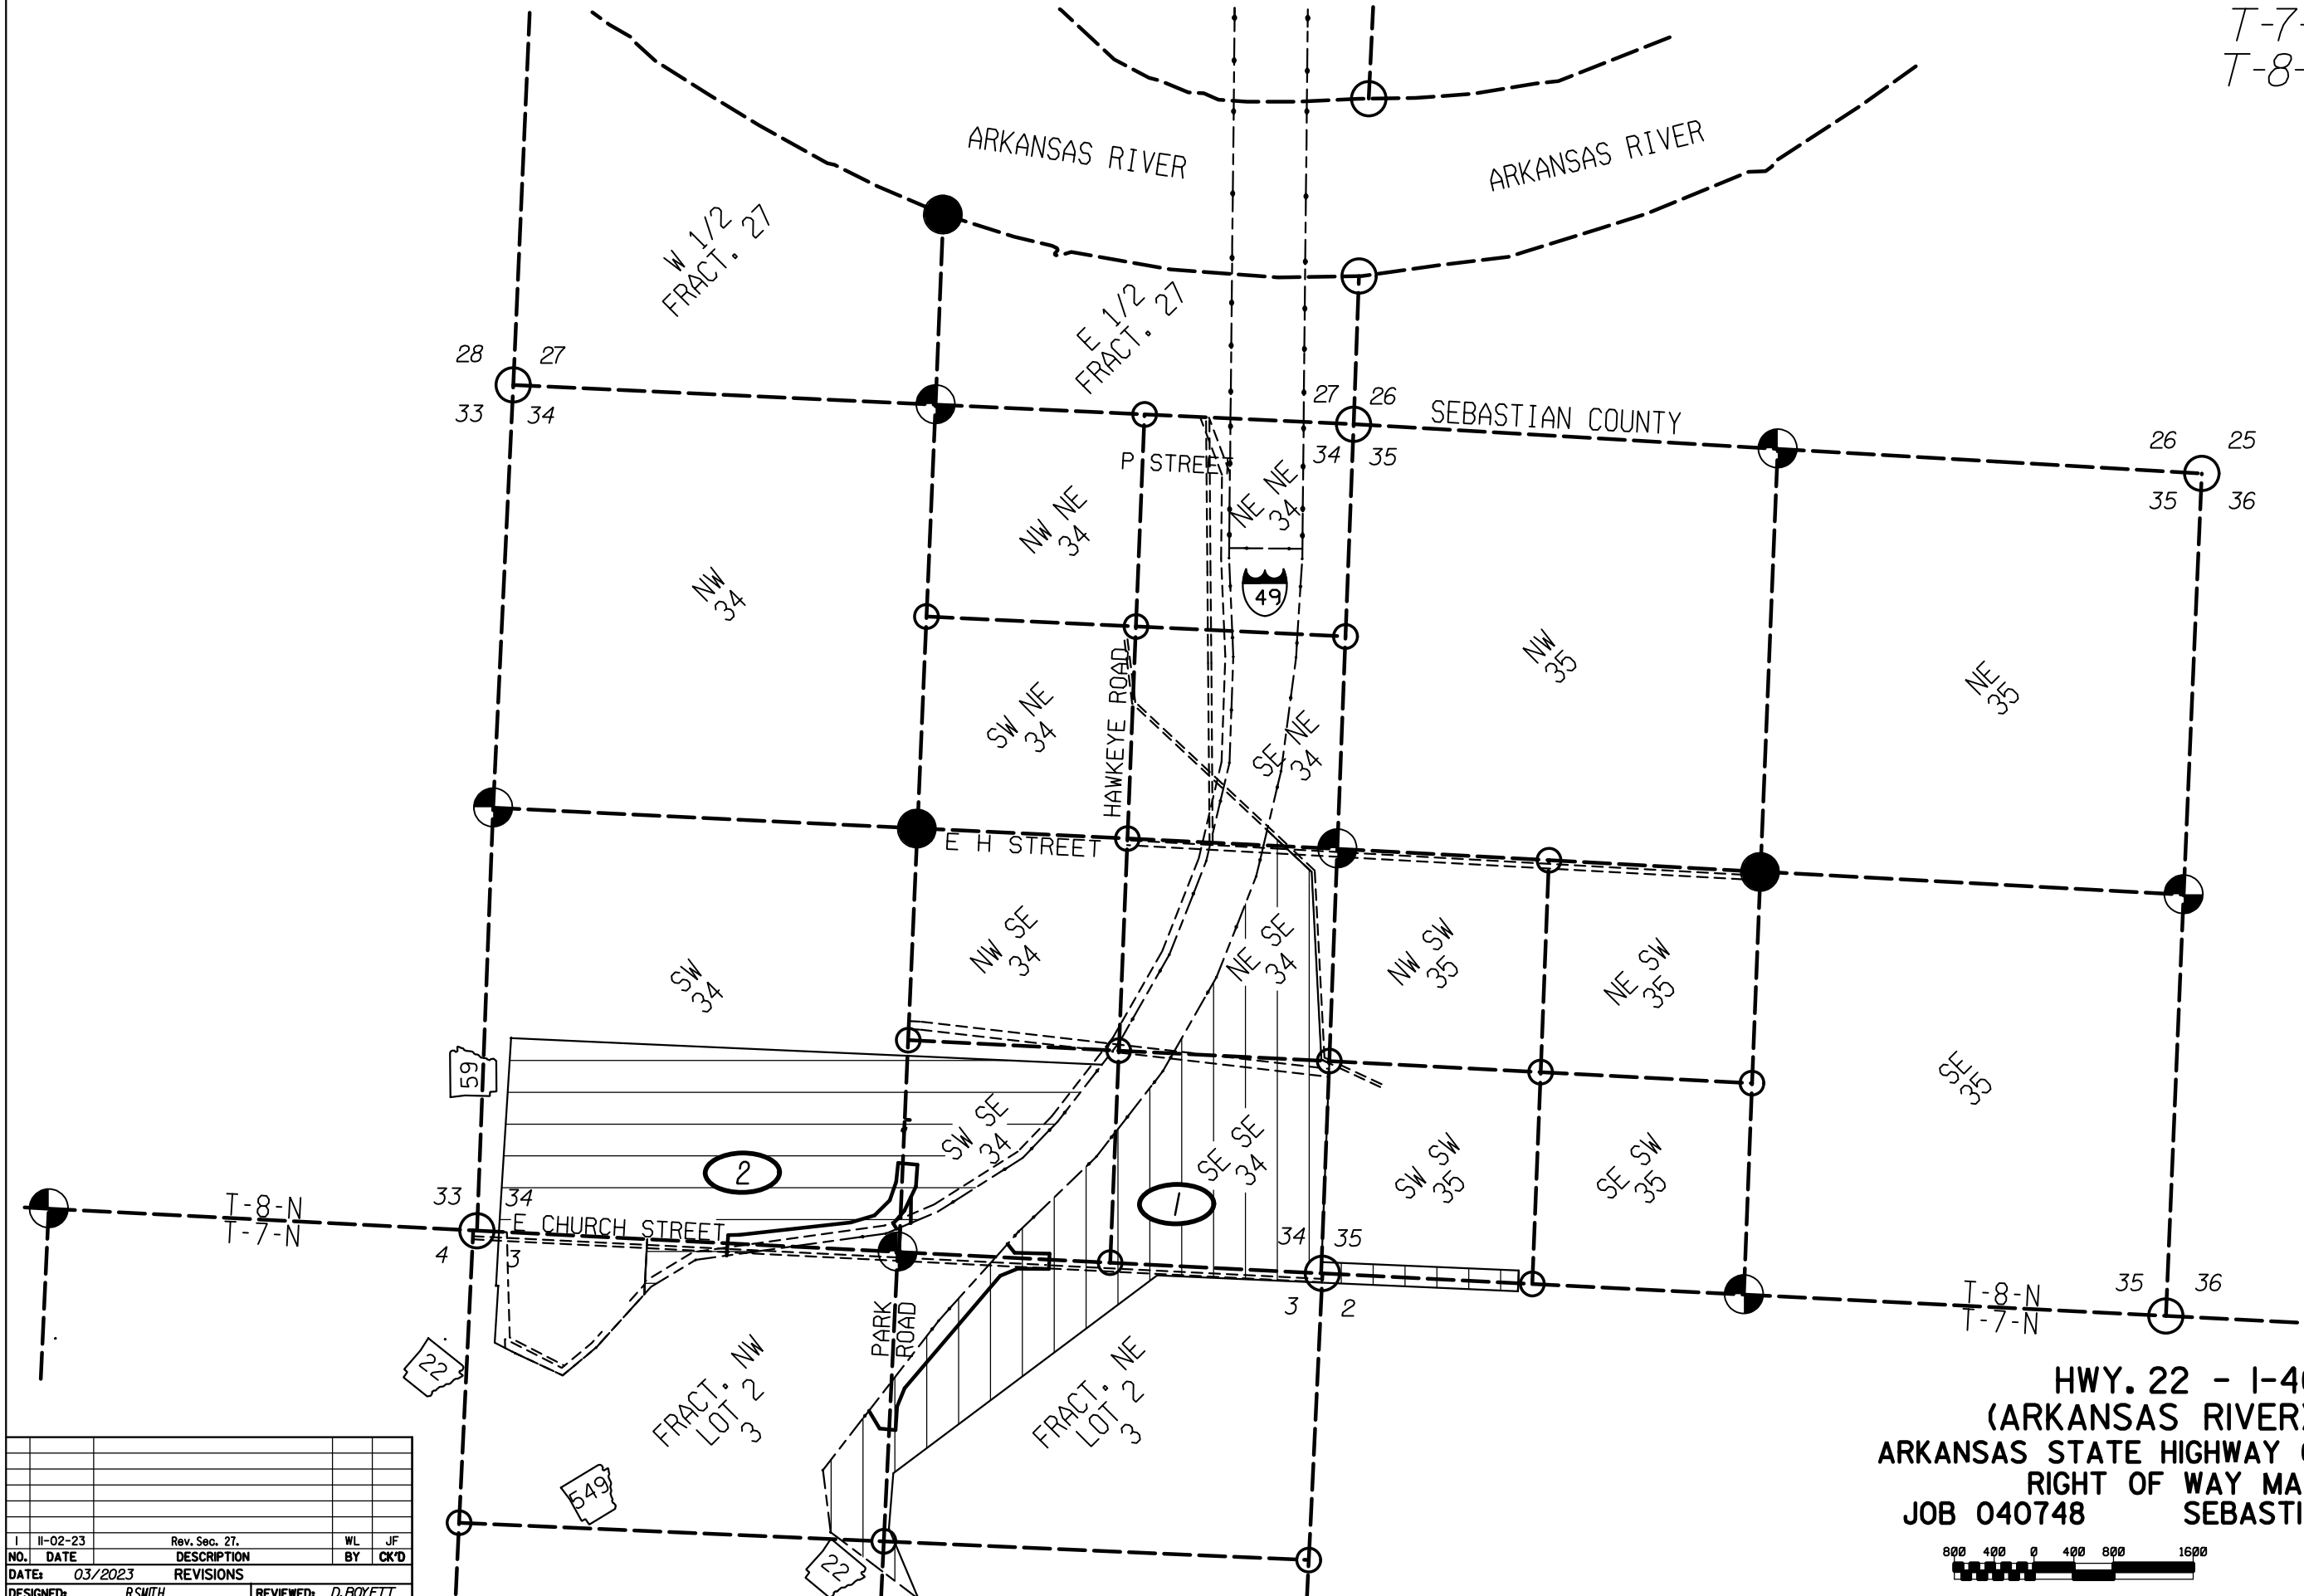 T-7-
T-8-
ARKANSAS RIVER
ARKANSAS RIVER
W 1/2
FRACT. 27
E 1/2
FRACT. 27
28 27
33 34
27 26
34 35
SEBASTIAN COUNTY
26 25
35 36
P STREET
NW NE
34
NE NE
34
49
NW
34
NW
35
NE
35
SW NE
34
HAWKEYE ROAD
SE NE
34
E H STREET
SW
34
NW SE
34
NE SE
34
NW SW
35
NE SW
35
SE
35
59
SW SE
34
SE SE
34
SW SW
35
SE SW
35
2
1
T-8-N
T-7-N
33 34
4 3
E CHURCH STREET
34 35
3 2
T-8-N
T-7-N
35 36
PARK
ROAD
22
FRACT. NW
LOT 2
3
FRACT. NE
LOT 2
3
549
22
HWY. 22 - I-40
(ARKANSAS RIVER)
ARKANSAS STATE HIGHWAY
RIGHT OF WAY MA
JOB 040748 SEBASTI
800 400 0 400 800 1600
1 11-02-23 Rev. Sec. 27. WL JF
NO. DATE DESCRIPTION BY CK'D
DATE: 03/2023 REVISIONS
DESIGNED: R.SMITH REVIEWED: D.BOYETT